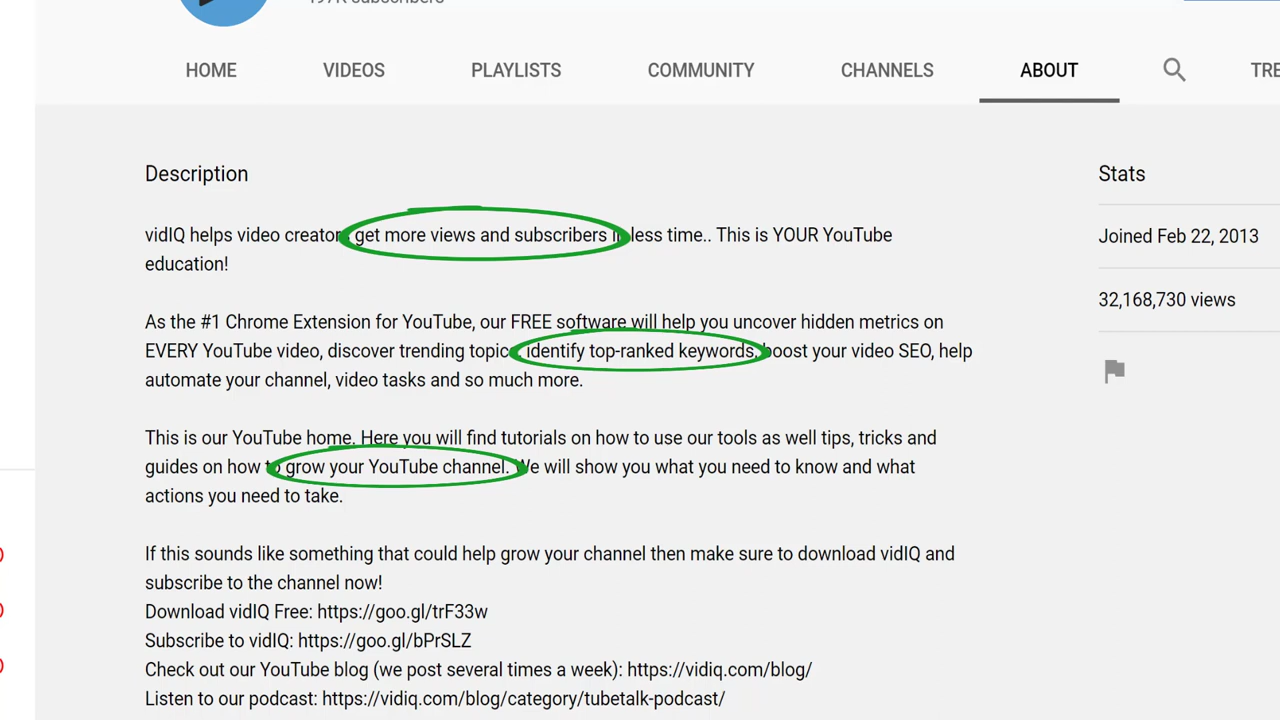 HOME VIDEOS PLAYLISTS COMMUNITY CHANNELS ABOUT
Description
vidIQ helps video creators get more views and subscribers in less time.. This is YOUR YouTube
education!
As the #1 Chrome Extension for YouTube, our FREE software will help you uncover hidden metrics on
EVERY YouTube video, discover trending topics, identify top-ranked keywords, boost your video SEO, help
automate your channel, video tasks and so much more.
This is our YouTube home. Here you will find tutorials on how to use our tools as well tips, tricks and
guides on how to grow your YouTube channel. We will show you what you need to know and what
actions you need to take.
If this sounds like something that could help grow your channel then make sure to download vidIQ and
subscribe to the channel now!
Download vidIQ Free: https://goo.gl/trF33w
Subscribe to vidIQ: https://goo.gl/bPrSLZ
Check out our YouTube blog (we post several times a week): https://vidiq.com/blog/
Listen to our podcast: https://vidiq.com/blog/category/tubetalk-podcast/
Stats
Joined Feb 22, 2013
32,168,730 views